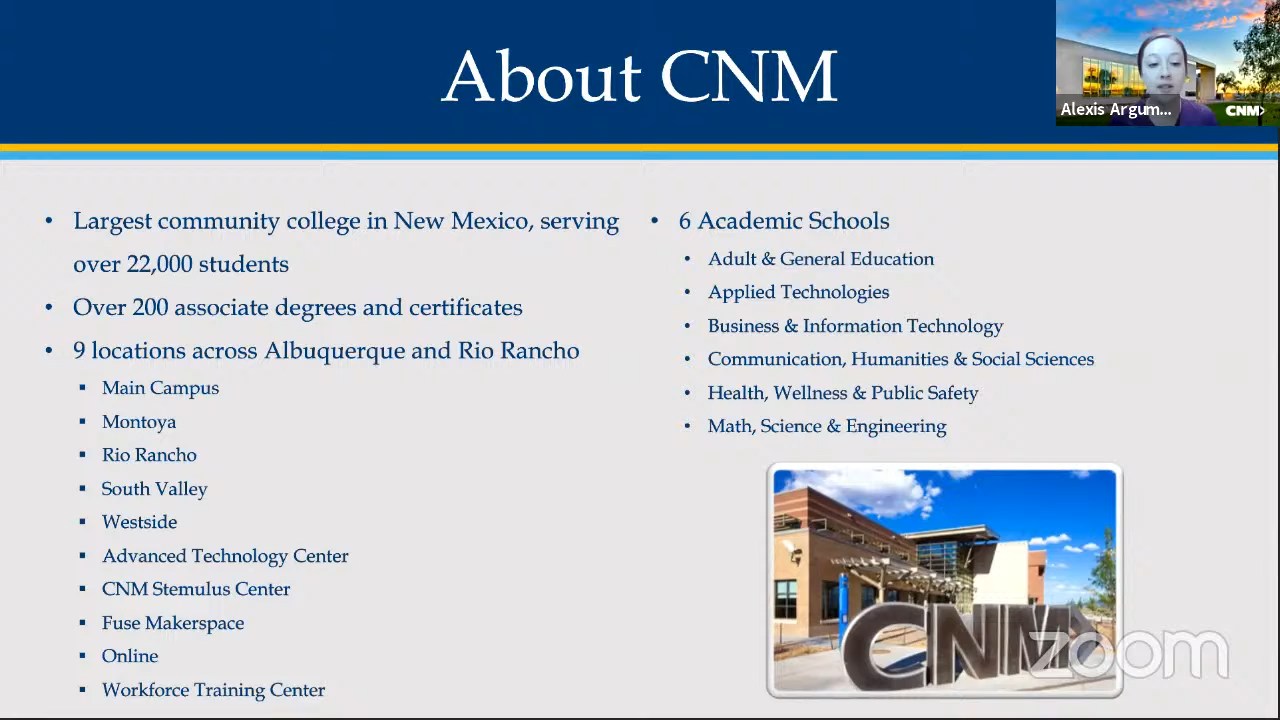 About CNM
Alexis Argum...
CNM
Largest community college in New Mexico, serving
over 22,000 students
Over 200 associate degrees and certificates
9 locations across Albuquerque and Rio Rancho
Main Campus
Montoya
Rio Rancho
South Valley
Westside
Advanced Technology Center
CNM Stemulus Center
Fuse Makerspace
Online
Workforce Training Center
6 Academic Schools
Adult & General Education
Applied Technologies
Business & Information Technology
Communication, Humanities & Social Sciences
Health, Wellness & Public Safety
Math, Science & Engineering
CNM
zoom